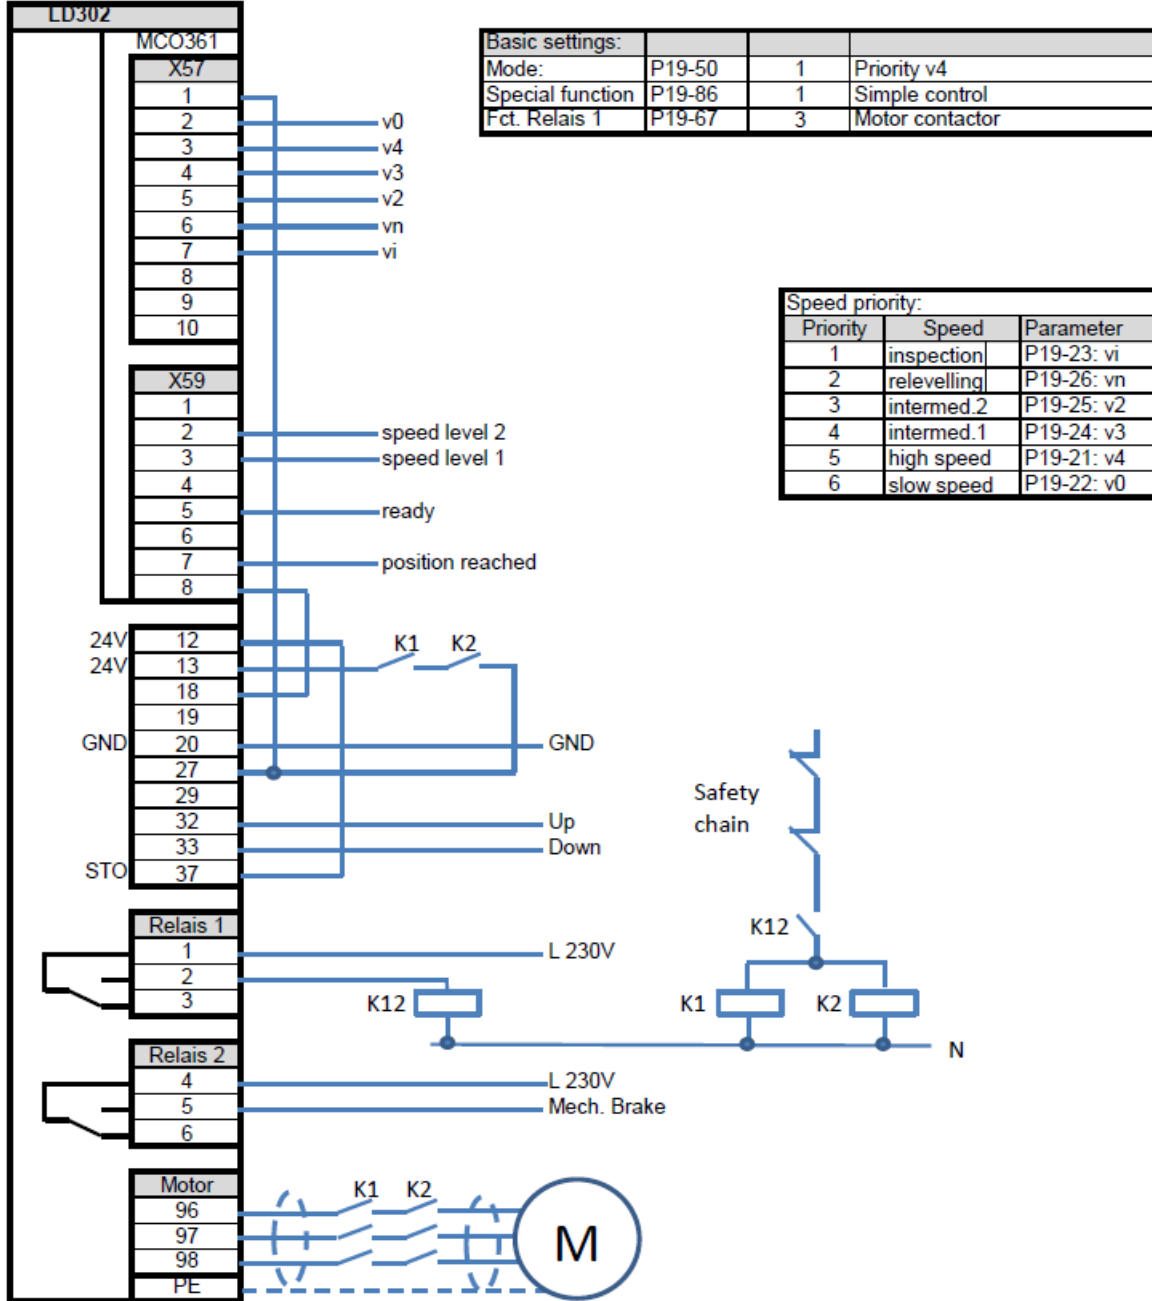 LD302
MCO361
X57
1
2 v0
3 v4
4 v3
5 v2
6 vn
7 vi
8
9
10
Basic settings:
Mode: P19-50 1 Priority v4
Special function P19-86 1 Simple control
Fct. Relais 1 P19-67 3 Motor contactor
Speed priority:
Priority Speed Parameter
1 inspection P19-23: vi
2 relevelling P19-26: vn
3 intermed.2 P19-25: v2
4 intermed.1 P19-24: v3
5 high speed P19-21: v4
6 slow speed P19-22: v0
X59
1
2 speed level 2
3 speed level 1
4
5 ready
6
7 position reached
8
24V 12
24V 13 K1 K2
18
19
GND 20 GND
27
29
32 Up
33 Down
STO 37
Safety
chain
K12
K1 K2
N
Relais 1
1 L 230V
2
3 K12
Relais 2
4 L 230V
5 Mech. Brake
6
Motor
96 K1 K2
97 M
98
PE